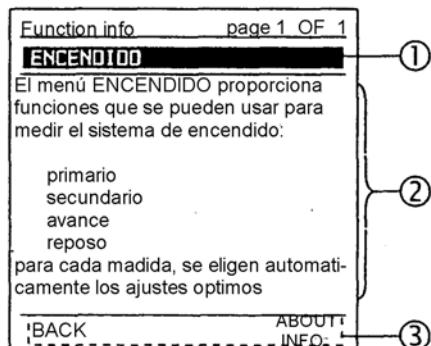 Function info page 1 OF 1
ENCENDIDO
①
El menú ENCENDIDO proporciona
funciones que se pueden usar para
medir el sistema de encendido:
primario
secundario
②
avance
reposo
para cada madida, se eligen automati-
camente los ajustes optimos
BACK ABOUT
INFO
③